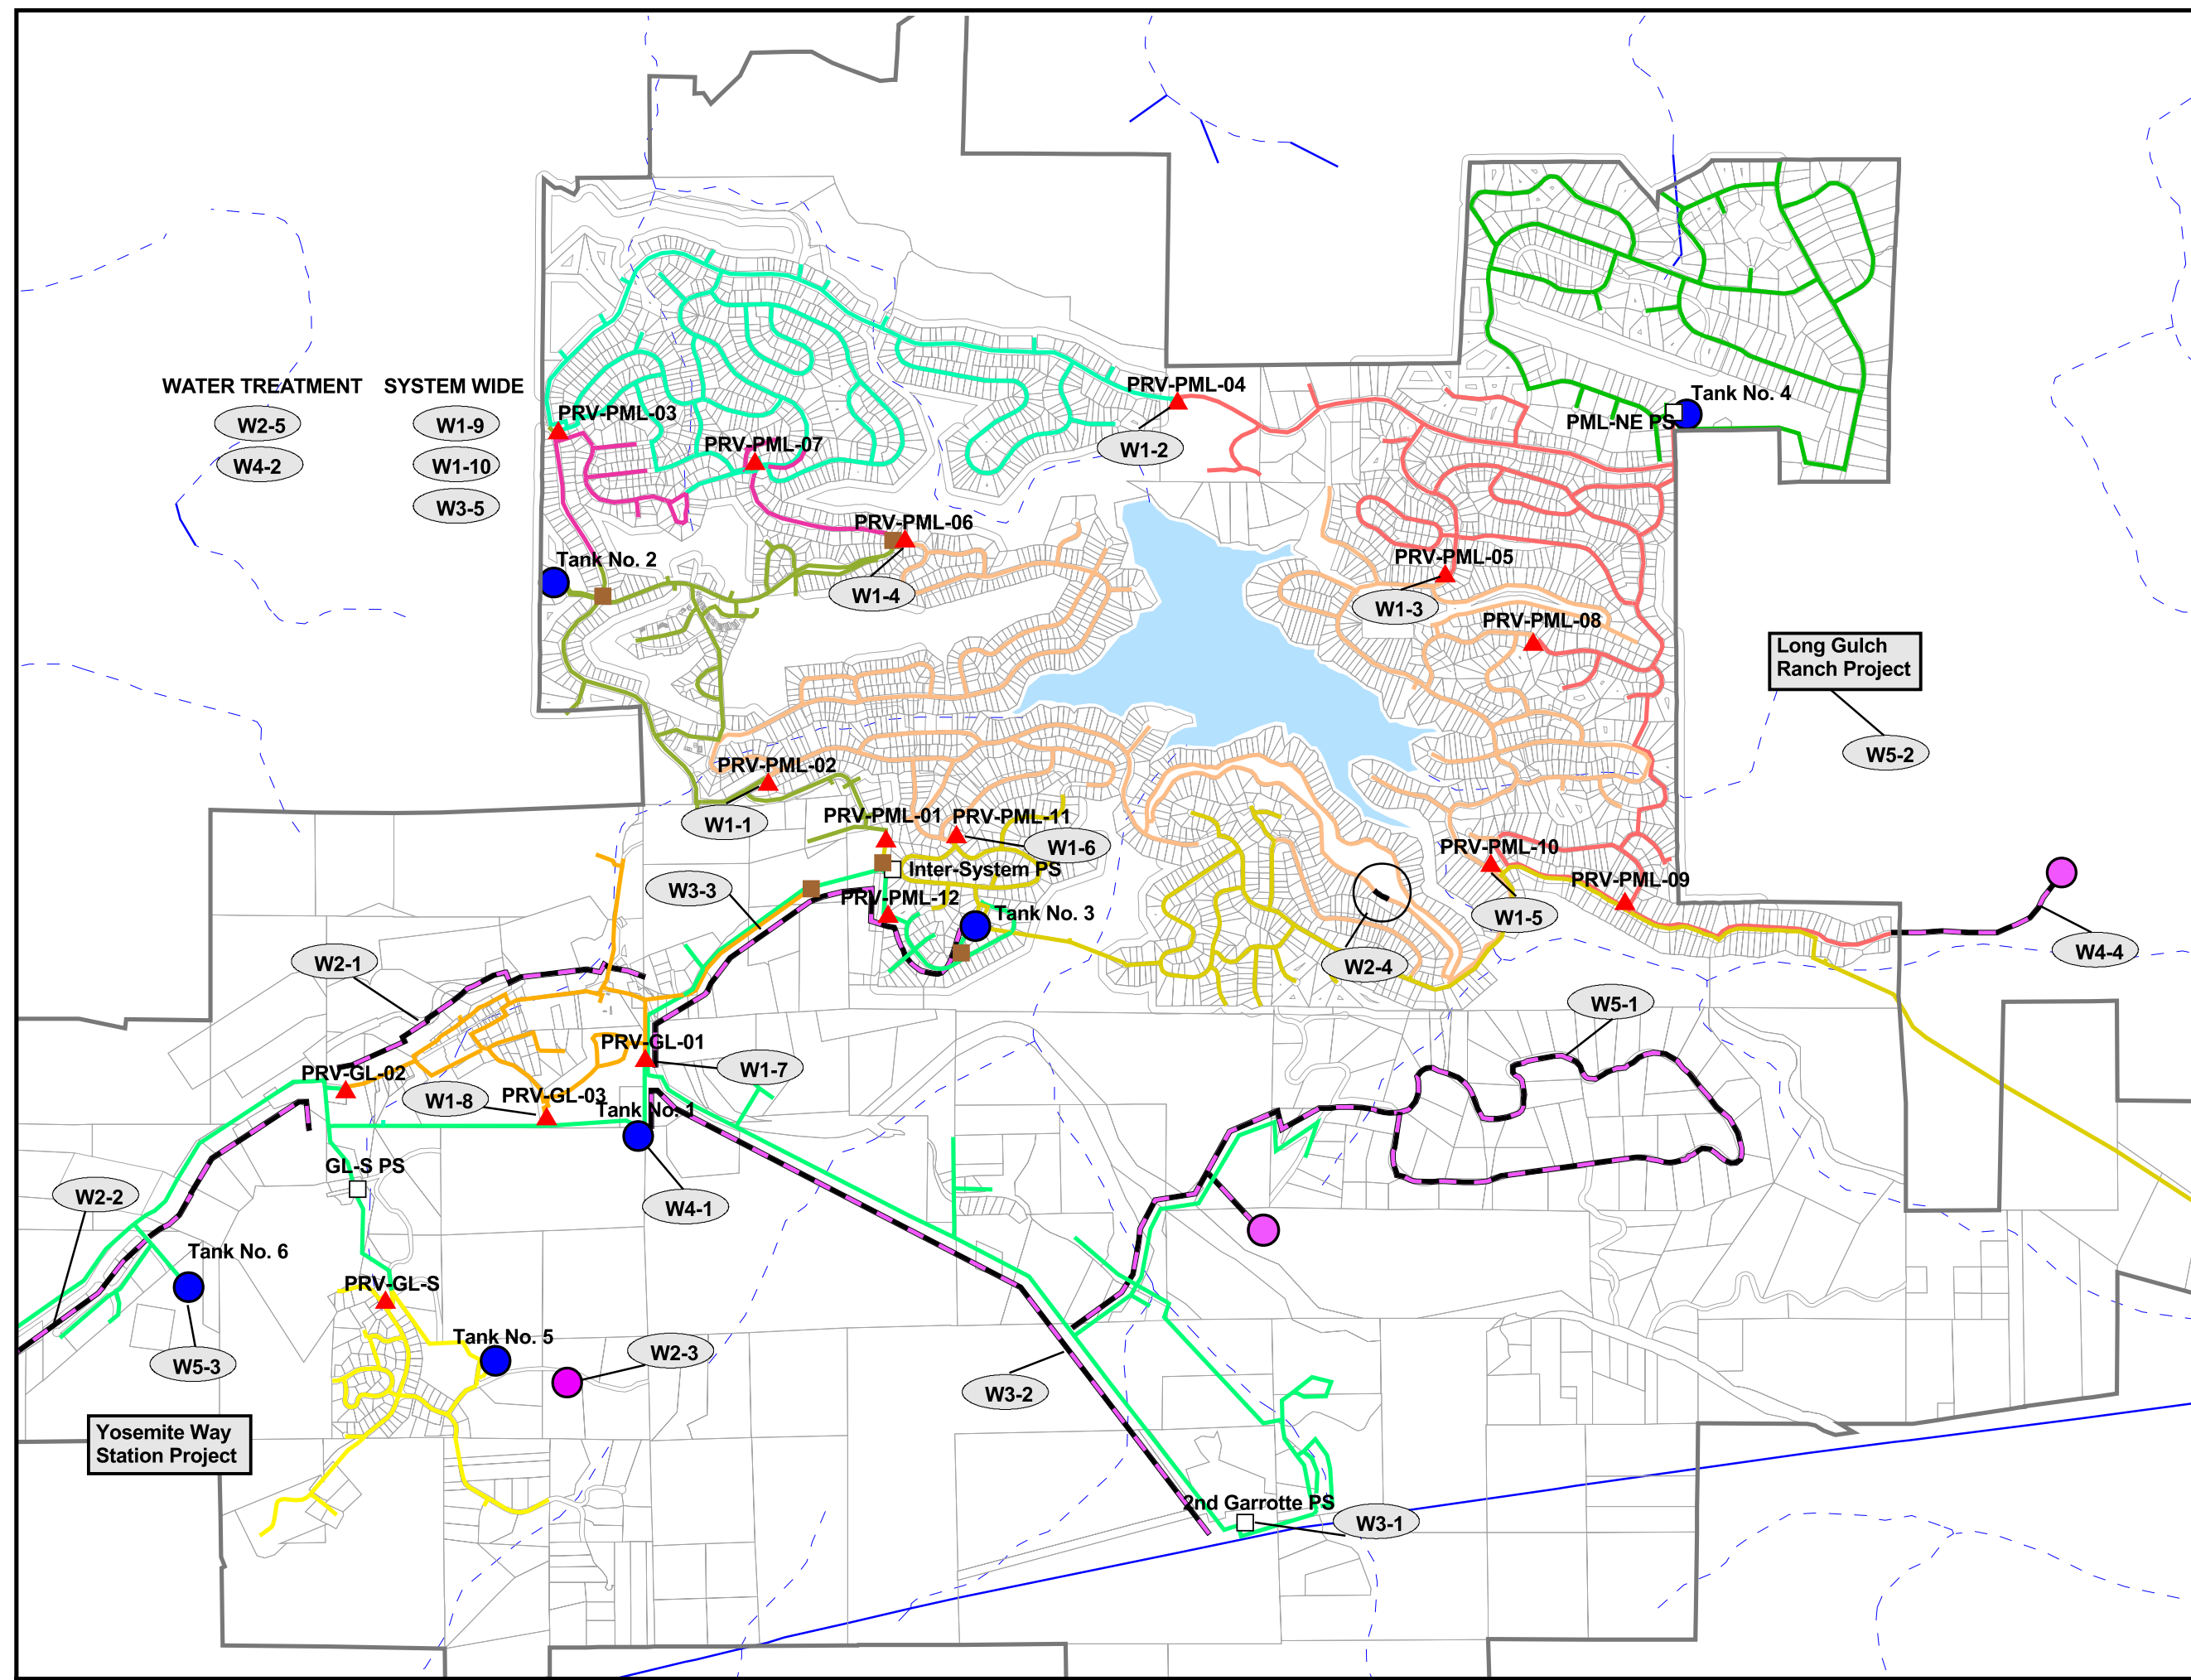 WATER TREATMENT
W2-5
W4-2
SYSTEM WIDE
W1-9
W1-10
W3-5
PRV-PML-03
PRV-PML-07
PRV-PML-04
W1-2
Tank No. 4
PML-NE PS
PRV-PML-06
W1-4
Tank No. 2
PRV-PML-05
W1-3
PRV-PML-08
Long Gulch
Ranch Project
W5-2
PRV-PML-02
W1-1
PRV-PML-01
PRV-PML-11
W1-6
Inter-System PS
PRV-PML-12
Tank No. 3
W3-3
PRV-PML-10
PRV-PML-09
W1-5
W2-4
W4-4
W2-1
W5-1
PRV-GL-01
W1-7
PRV-GL-02
W1-8
PRV-GL-03
Tank No. 1
GL-S PS
W2-2
W4-1
Tank No. 6
PRV-GL-S
Tank No. 5
W2-3
W5-3
W3-2
Yosemite Way
Station Project
2nd Garrotte PS
W3-1